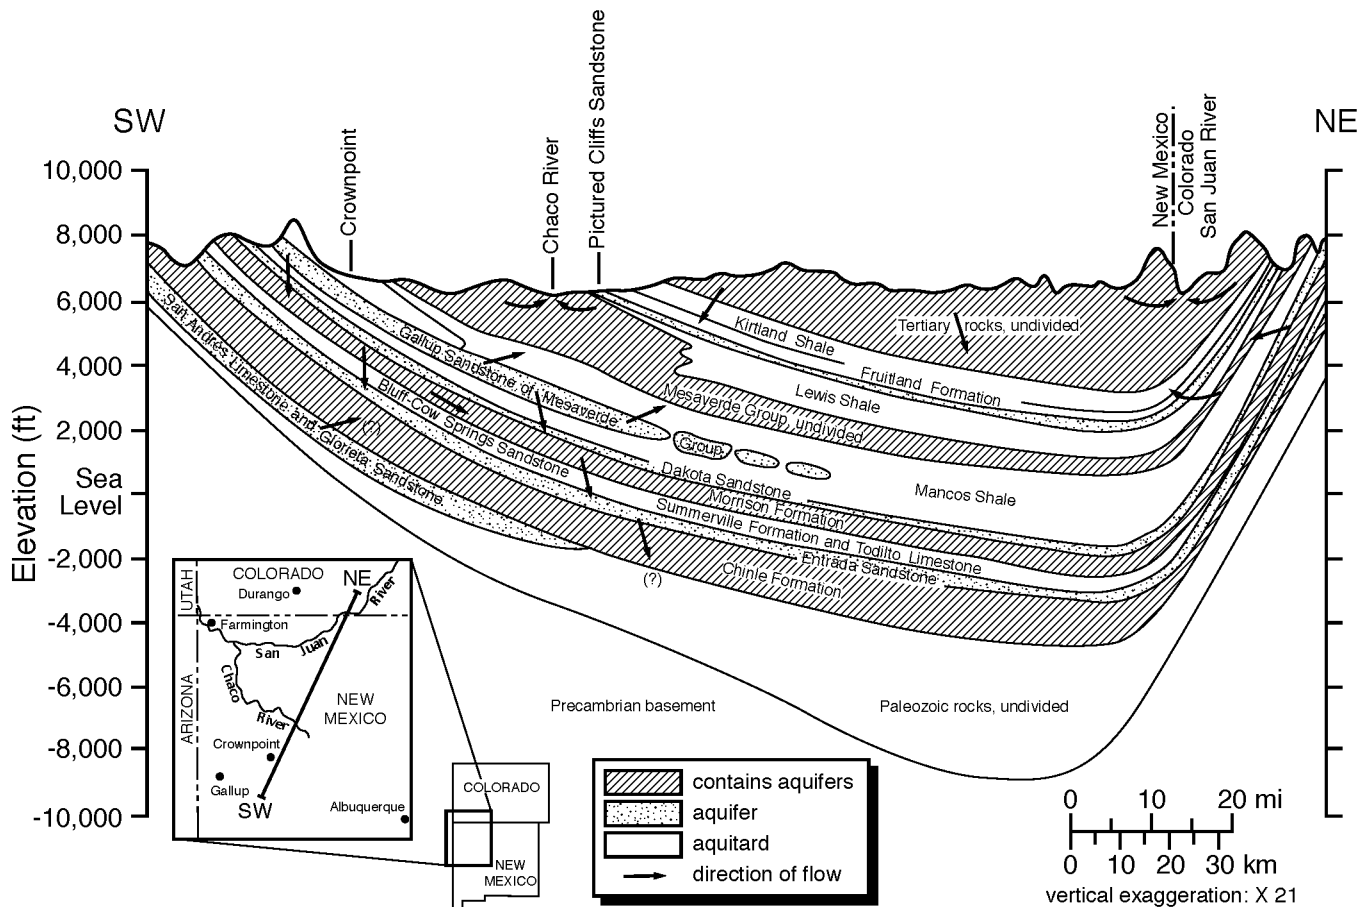 SW
NE
Crownpoint
Chaco River
Pictured Cliffs Sandstone
New Mexico
Colorado
San Juan River
Elevation (ft)
10,000
8,000
6,000
4,000
2,000
Sea
Level
-2,000
-4,000
-6,000
-8,000
-10,000
Tertiary rocks, undivided
Kirtland Shale
Fruitland Formation
Lewis Shale
Mesaverde Group, undivided
Gallup Sandstone of Mesaverde
Group
Mancos Shale
Dakota Sandstone
Morrison Formation
Bluff-Cow Springs Sandstone
Summerville Formation and Todilto Limestone
Entrada Sandstone
Chinle Formation
San Andres Limestone and Glorieta Sandstone
(?)
(?)
Precambrian basement
Paleozoic rocks, undivided
UTAH
COLORADO
NE
Durango
River
Farmington
San Juan
Chaco
River
ARIZONA
NEW
MEXICO
Crownpoint
Gallup
SW
Albuquerque
COLORADO
NEW
MEXICO
contains aquifers
aquifer
aquitard
direction of flow
0 10 20 mi
0 10 20 30 km
vertical exaggeration: X 21